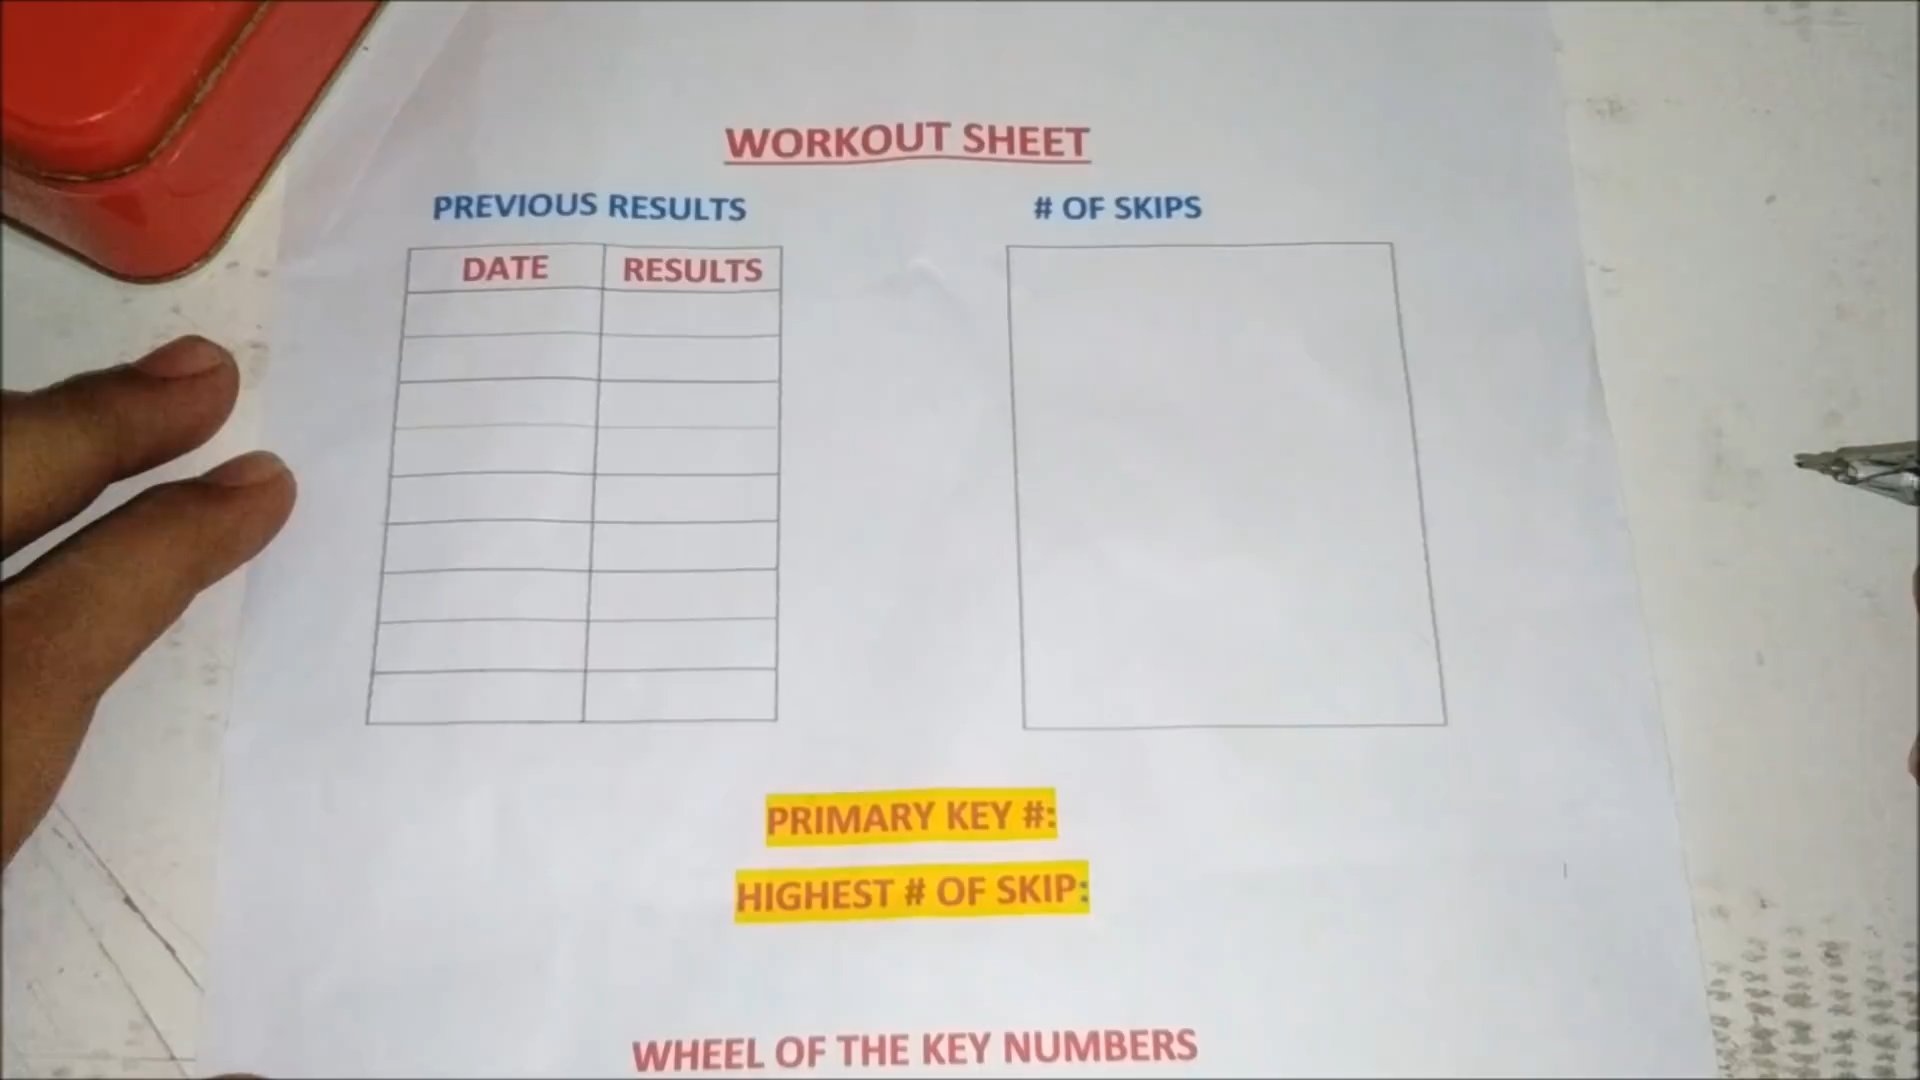 WORKOUT SHEET
PREVIOUS RESULTS
# OF SKIPS
DATE RESULTS
PRIMARY KEY #:
HIGHEST # OF SKIP:
WHEEL OF THE KEY NUMBERS